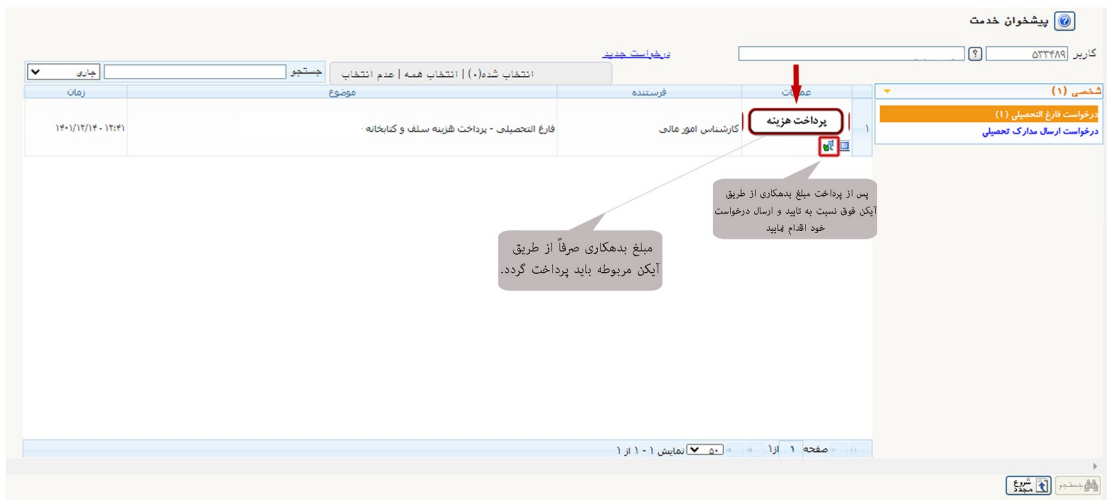 پیشخوان خدمت
کاربر ۵۳۳۴۸۹ ؟
درخواست جدید
انتخاب شده(۰) | انتخاب همه | عدم انتخاب جستجو جاری
شخصی (۱)
درخواست فارغ التحصیلی (۱)
درخواست ارسال مدارک تحصیلی
عملیات فرستنده موضوع زمان
۱ پرداخت هزینه کارشناس امور مالی فارغ التحصیلی - پرداخت هزینه سلف و کتابخانه ۱۴۰۱/۱۲/۱۴ - ۱۲:۴۱
پس از پرداخت مبلغ بدهکاری از طریق
آیکن فوق نسبت به تایید و ارسال درخواست
خود اقدام نمایید
مبلغ بدهکاری صرفاً از طریق
آیکن مربوطه باید پرداخت گردد.
صفحه ۱ از۱ ۵۰ نمایش ۱ - ۱ از ۱
جستجو شروع مجدد